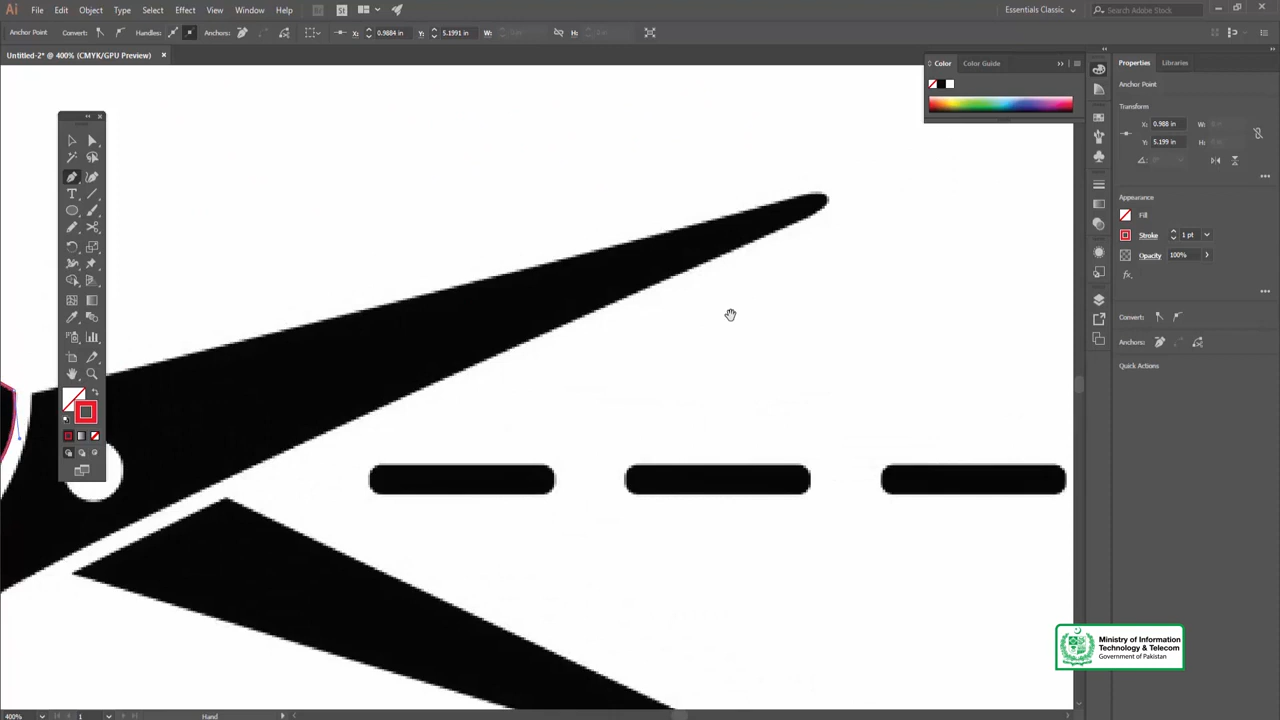 Ai File Edit Object Type Select Effect View Window Help Br St Essentials Classic Search Adobe Stock
Anchor Point Convert: Handles: Anchors: X: 0.9884 in Y: 5.1991 in W: H:
Untitled-2* @ 400% (CMYK/GPU Preview) ×
Color Color Guide
Properties Libraries
Anchor Point
Transform
X: 0.988 in W:
Y: 5.199 in H:
Appearance
Fill
Stroke 1 pt
Opacity 100%
fx.
Convert:
Anchors:
Quick Actions
Ministry of Information
Technology & Telecom
Government of Pakistan
400% 1 Hand